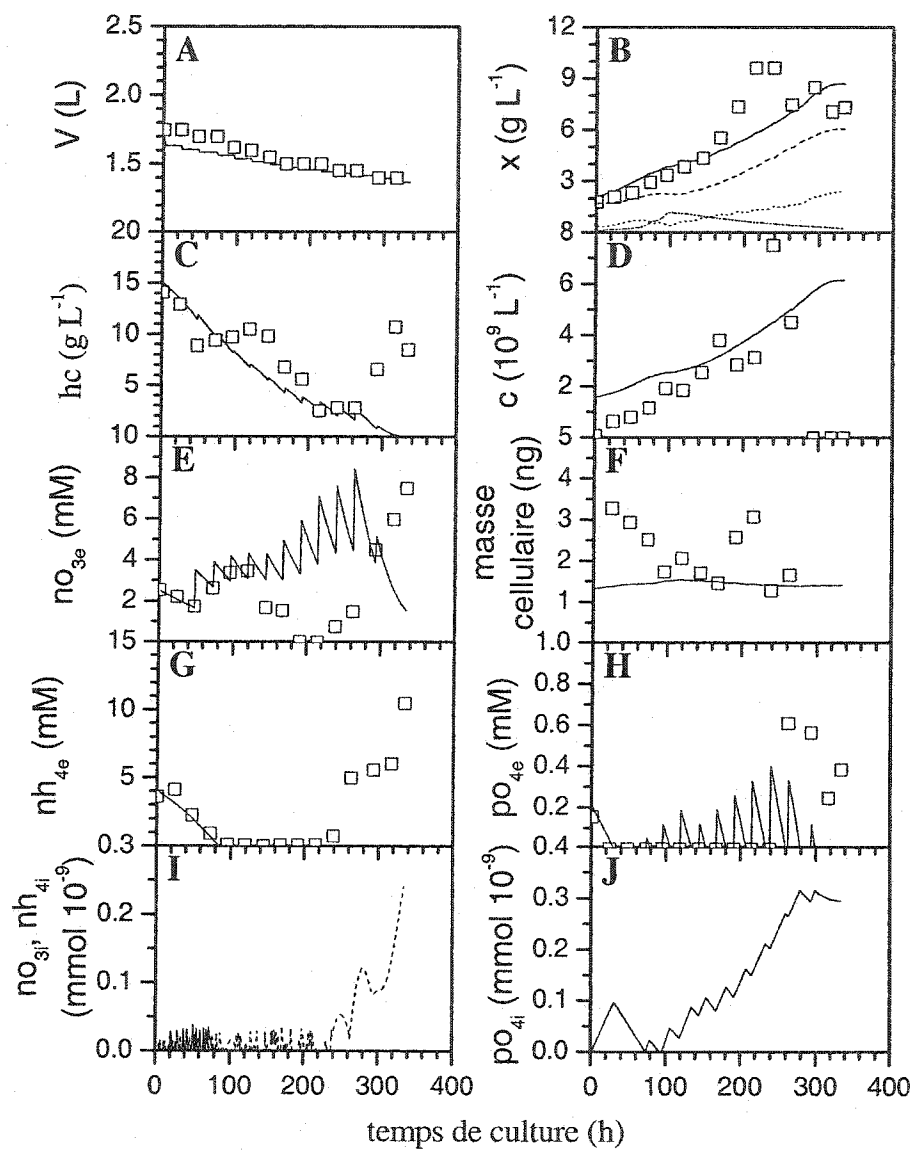 A
V (L)
2.5
2.0
1.5
20
B
x (g L⁻¹)
12
9
6
3
8
C
hc (g L⁻¹)
15
10
5
10
D
c (10⁹ L⁻¹)
6
4
2
5
E
no₃ₑ (mM)
8
6
4
2
15
F
masse
cellulaire (ng)
4
3
2
1
1.0
G
nh₄ₑ (mM)
10
5
0.3
H
po₄ₑ (mM)
0.8
0.6
0.4
0.2
0.4
I
no₃ᵢ, nh₄ᵢ
(mmol 10⁻⁹)
0.2
0.1
0.0
J
po₄ᵢ (mmol 10⁻⁹)
0.3
0.2
0.1
0.0
0 100 200 300 400
0 100 200 300 400
temps de culture (h)